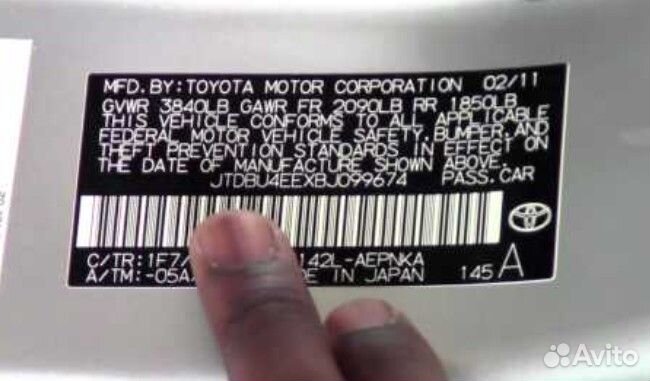 MFD. BY: TOYOTA MOTOR CORPORATION 02/11
GVWR 3840LB GAWR FR 2090LB RR 1850LB
THIS VEHICLE CONFORMS TO ALL APPLICABLE
FEDERAL MOTOR VEHICLE SAFETY, BUMPER, AND
THEFT PREVENTION STANDARDS IN EFFECT ON
THE DATE OF MANUFACTURE SHOWN ABOVE.
JTDBU4EEXBJ099674 PASS.CAR
C/TR: 1F7/ 142L-AEPNKA
A/TM: -05A/ MADE IN JAPAN 145 A
Avito